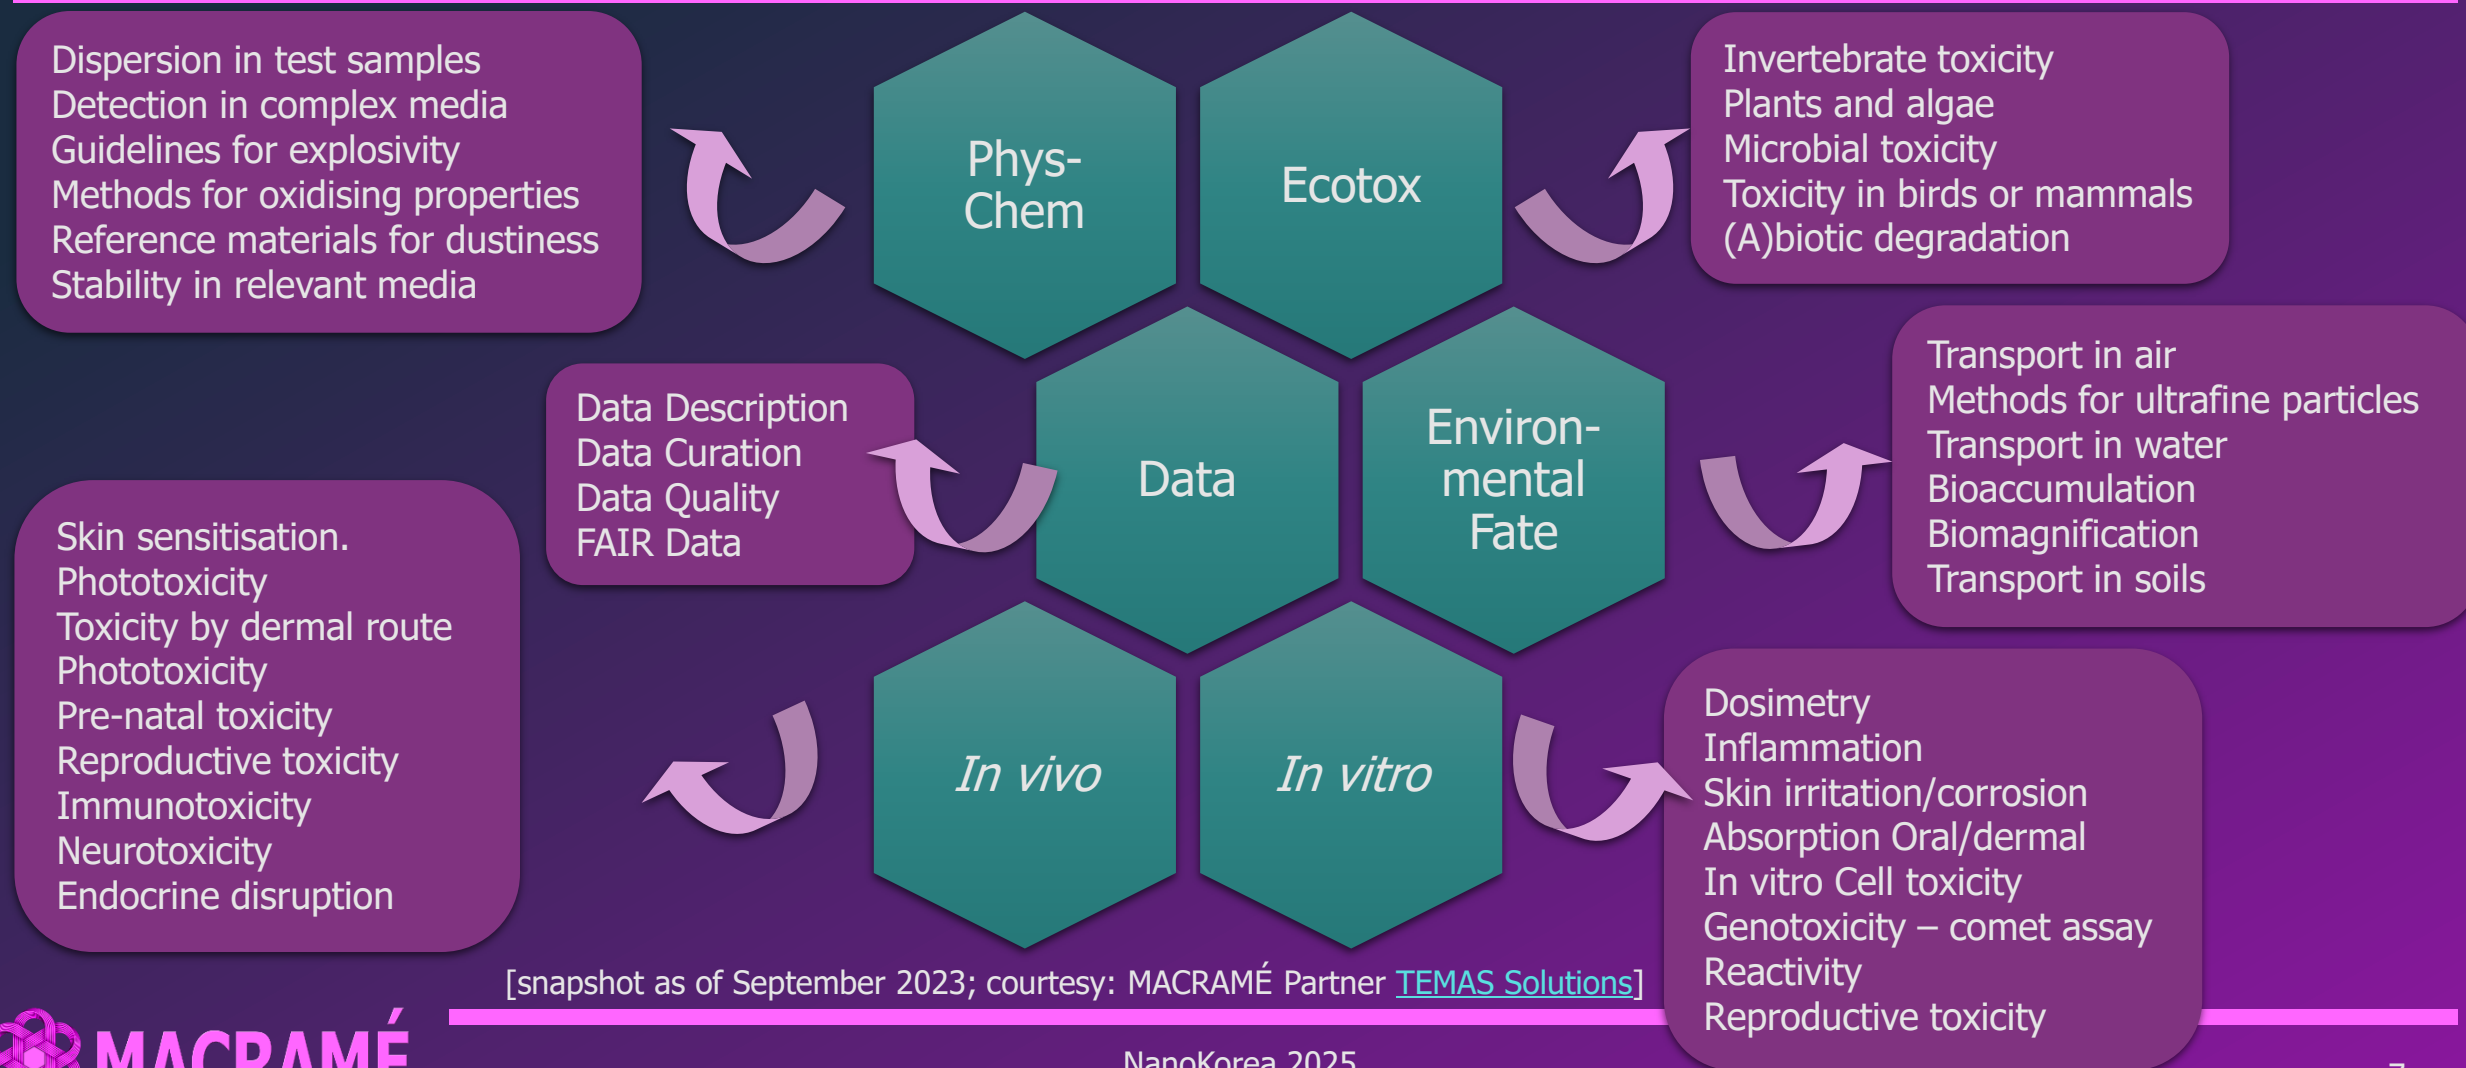 Dispersion in test samples
Detection in complex media
Guidelines for explosivity
Methods for oxidising properties
Reference materials for dustiness
Stability in relevant media
Phys-
Chem
Ecotox
Invertebrate toxicity
Plants and algae
Microbial toxicity
Toxicity in birds or mammals
(A)biotic degradation
Data Description
Data Curation
Data Quality
FAIR Data
Data
Environ-
mental
Fate
Transport in air
Methods for ultrafine particles
Transport in water
Bioaccumulation
Biomagnification
Transport in soils
Skin sensitisation.
Phototoxicity
Toxicity by dermal route
Phototoxicity
Pre-natal toxicity
Reproductive toxicity
Immunotoxicity
Neurotoxicity
Endocrine disruption
In vivo
In vitro
Dosimetry
Inflammation
Skin irritation/corrosion
Absorption Oral/dermal
In vitro Cell toxicity
Genotoxicity – comet assay
Reactivity
Reproductive toxicity
[snapshot as of September 2023; courtesy: MACRAMÉ Partner TEMAS Solutions]
MACRAMÉ
NanoKorea 2025